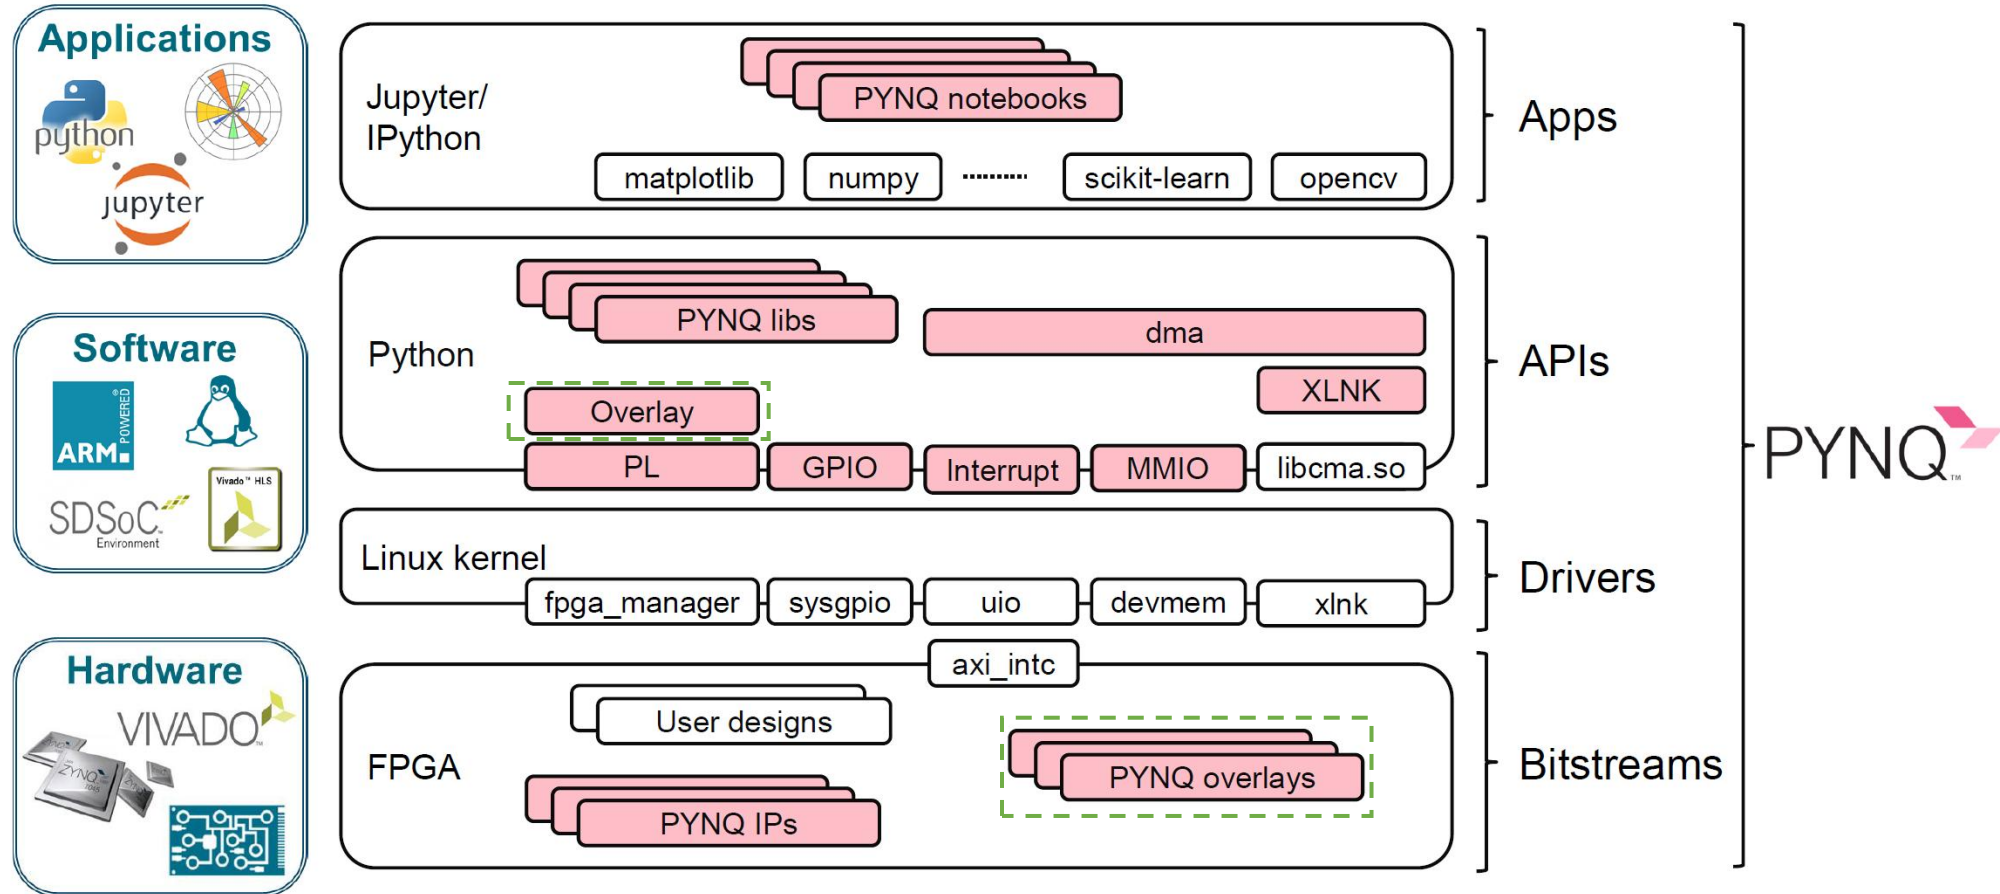 Applications
python
jupyter
Jupyter/
IPython
PYNQ notebooks
matplotlib
numpy
scikit-learn
opencv
Apps
Software
ARM
®
POWERED
SDSoC
Environment
Vivado™ HLS
Python
PYNQ libs
dma
XLNK
Overlay
PL
GPIO
Interrupt
MMIO
libcma.so
APIs
PYNQ™
Linux kernel
fpga_manager
sysgpio
uio
devmem
xlnk
Drivers
Hardware
VIVADO
ZYNQ
FPGA
axi_intc
User designs
PYNQ overlays
PYNQ IPs
Bitstreams